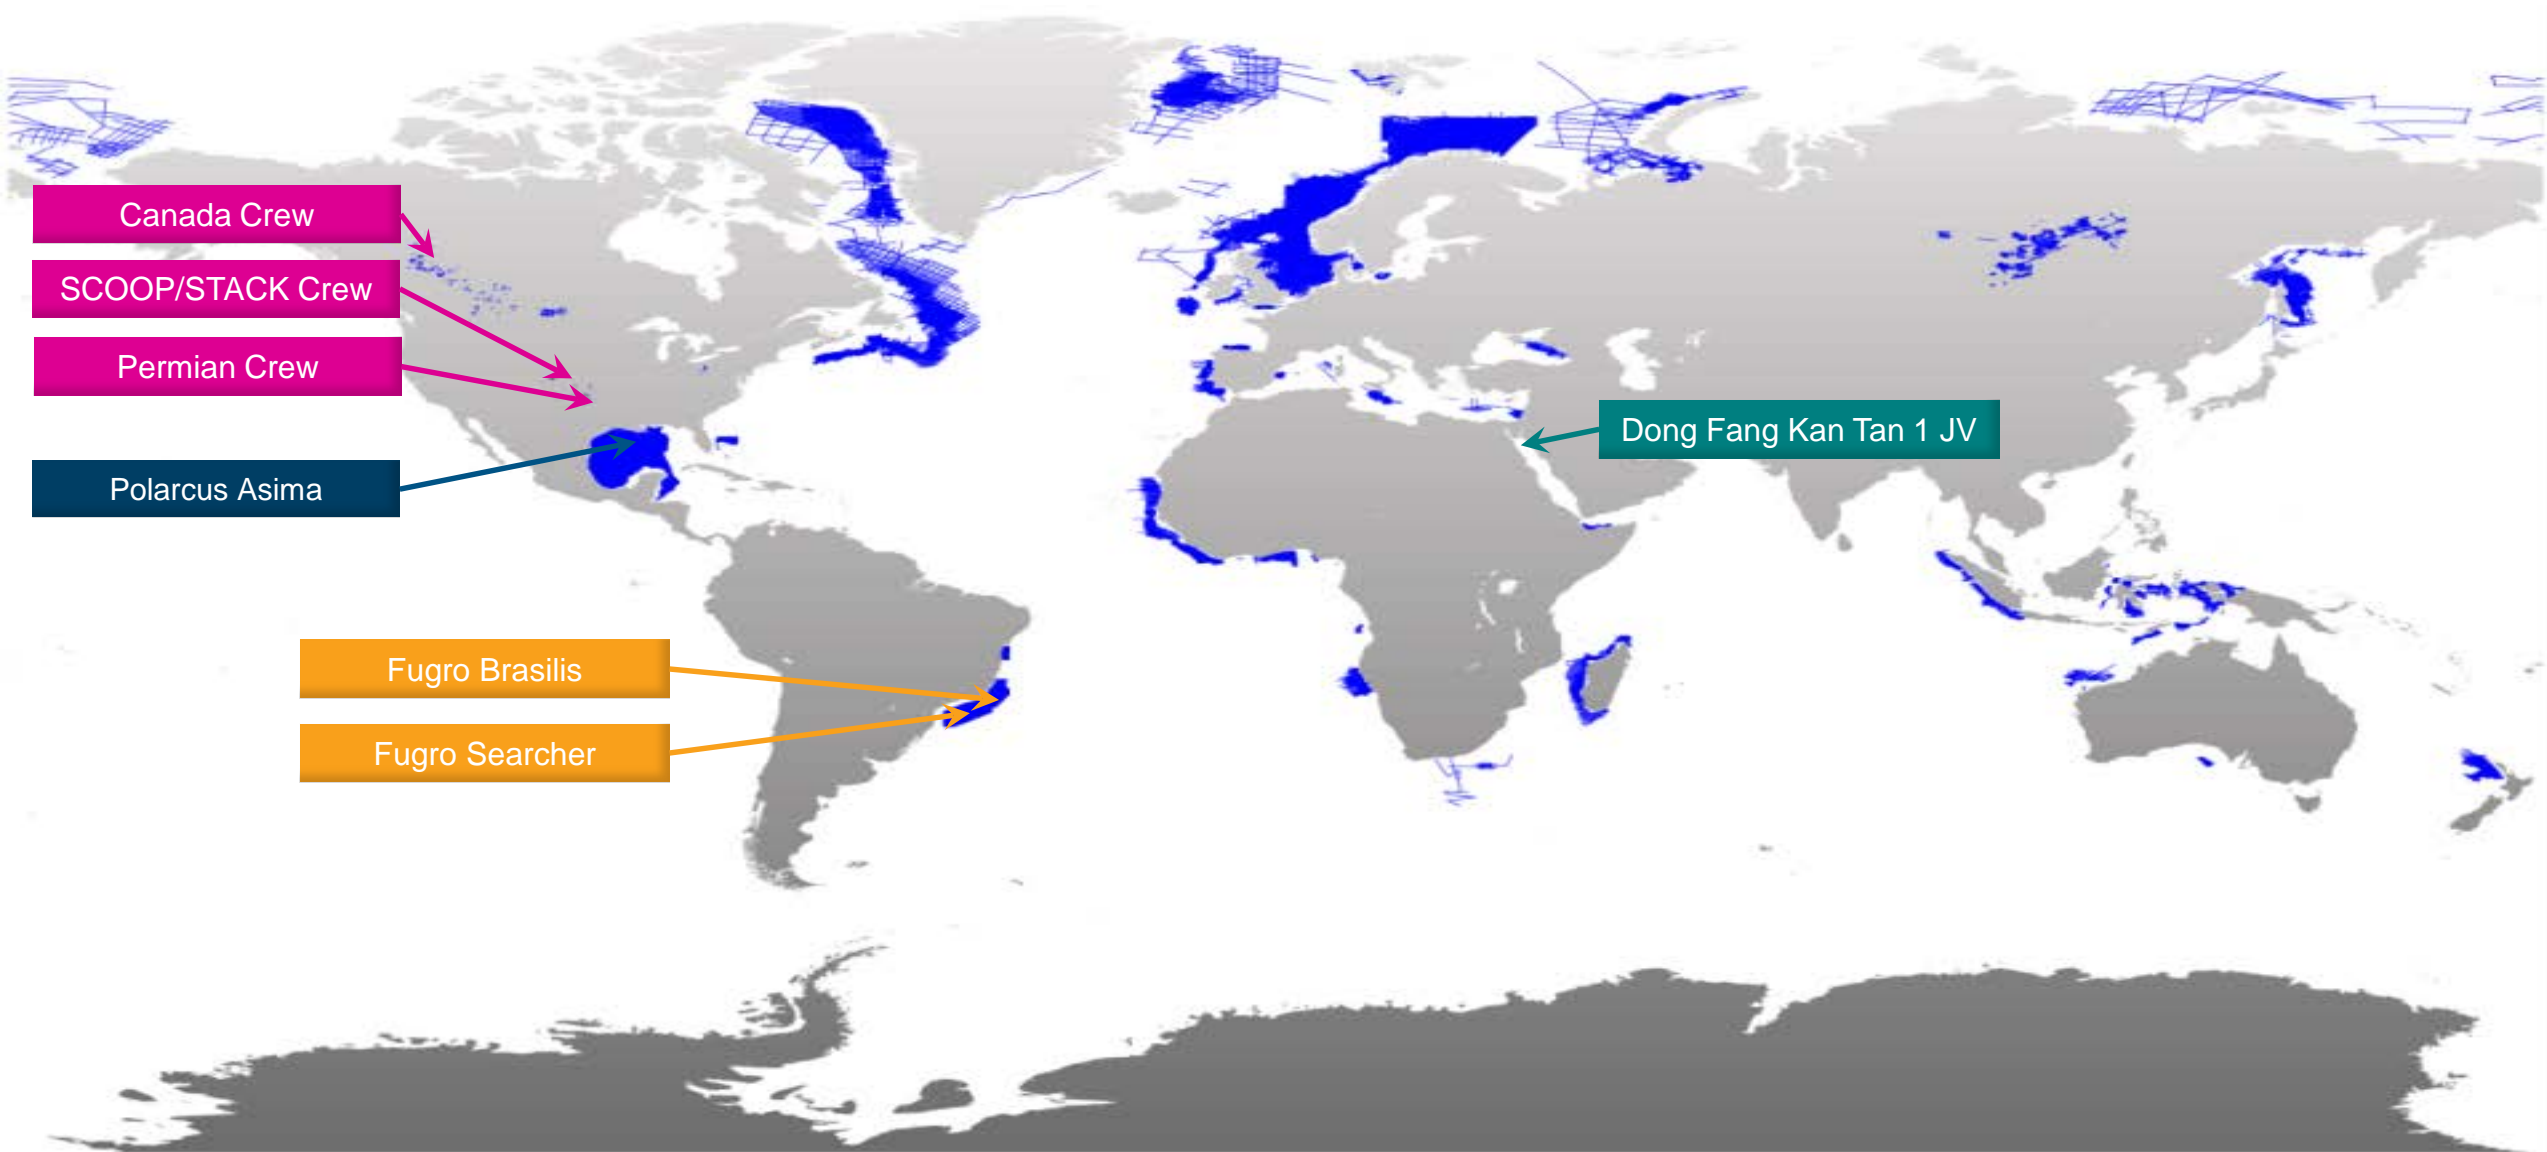 Canada Crew
SCOOP/STACK Crew
Permian Crew
Polarcus Asima
Dong Fang Kan Tan 1 JV
Fugro Brasilis
Fugro Searcher